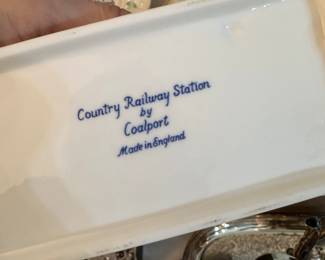 Country Railway Station
by
Coalport
Made in England